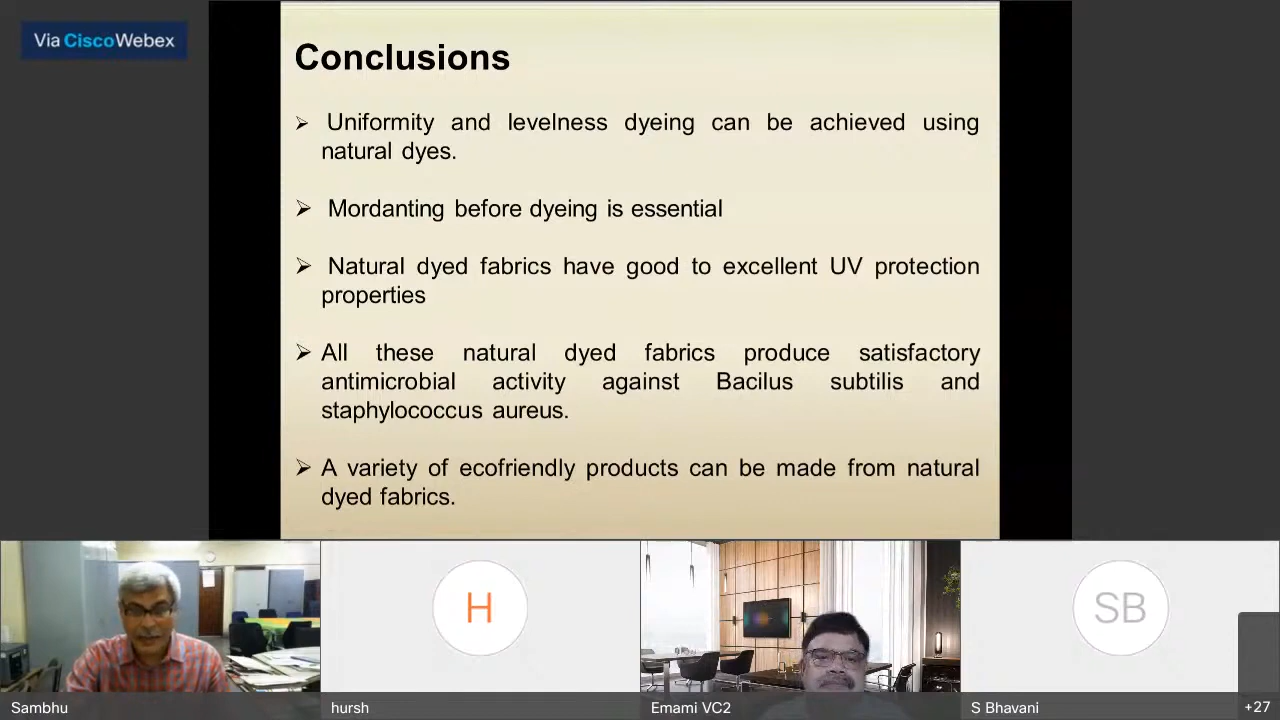 Via CiscoWebex
Conclusions
➢ Uniformity and levelness dyeing can be achieved using
natural dyes.
➢ Mordanting before dyeing is essential
➢ Natural dyed fabrics have good to excellent UV protection
properties
➢ All these natural dyed fabrics produce satisfactory
antimicrobial activity against Bacilus subtilis and
staphylococcus aureus.
➢ A variety of ecofriendly products can be made from natural
dyed fabrics.
H
SB
Sambhu
hursh
Emami VC2
S Bhavani
+27